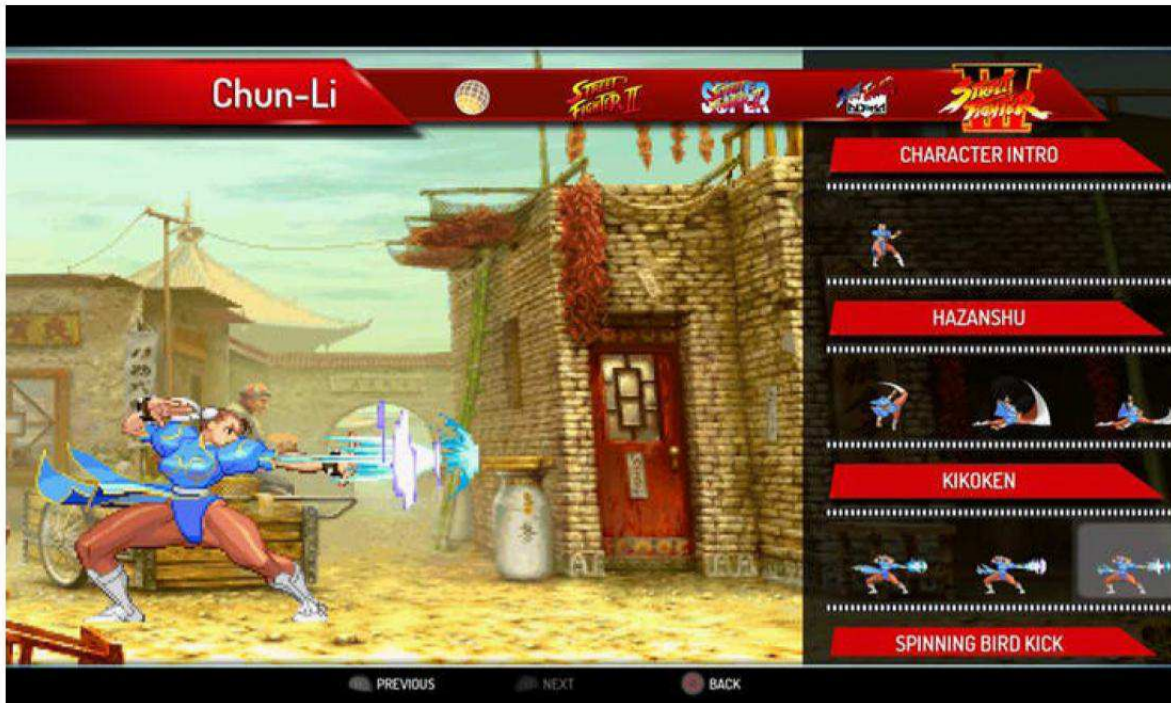 Chun-Li
STREET
FIGHTER II
SUPER
STREET
FIGHTER
III
CHARACTER INTRO
HAZANSHU
KIKOKEN
SPINNING BIRD KICK
PREVIOUS
NEXT
BACK